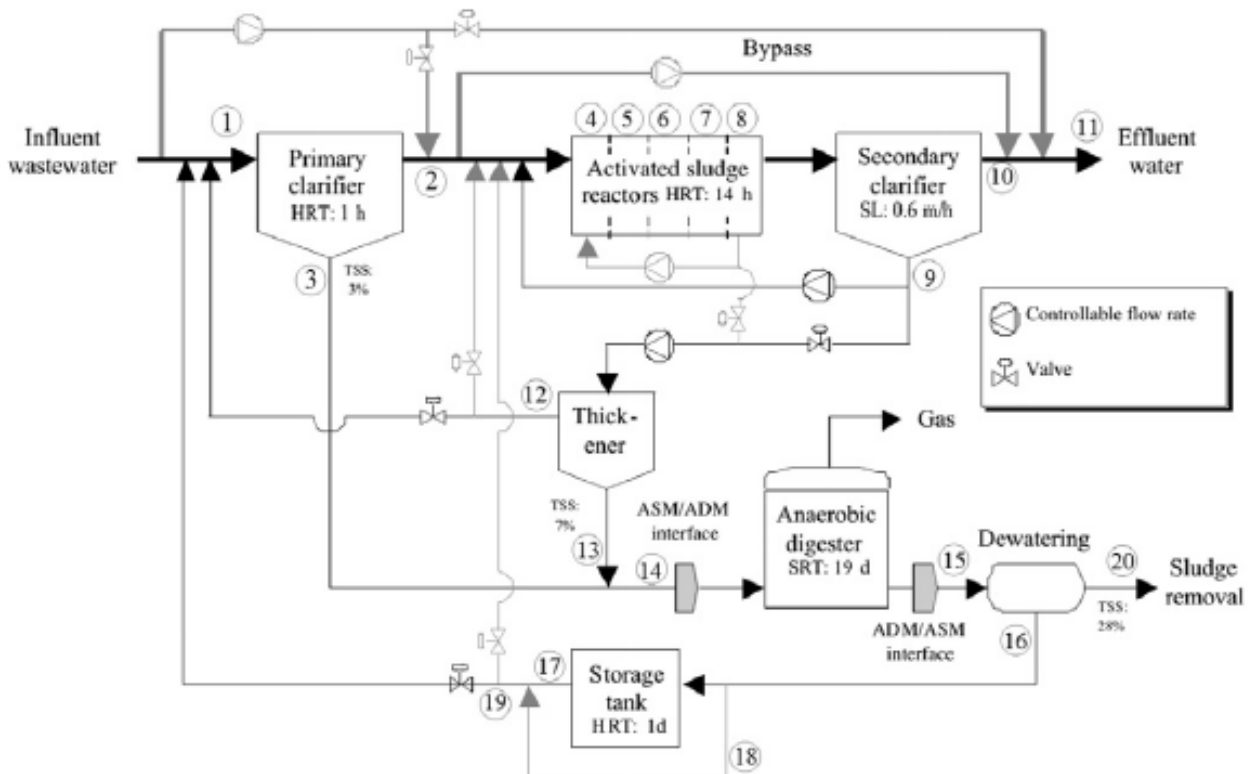 Bypass
Influent
wastewater
1
Primary
clarifier
HRT: 1 h
2
3
TSS:
3%
4
5
6
7
8
Activated sludge
reactors HRT: 14 h
Secondary
clarifier
SL: 0.6 m/h
9
10
11
Effluent
water
Controllable flow rate
Valve
12
Thick-
ener
TSS:
7%
13
ASM/ADM
interface
14
Gas
Anaerobic
digester
SRT: 19 d
15
Dewatering
20
Sludge
removal
TSS:
28%
ADM/ASM
interface
16
17
Storage
tank
HRT: 1d
18
19